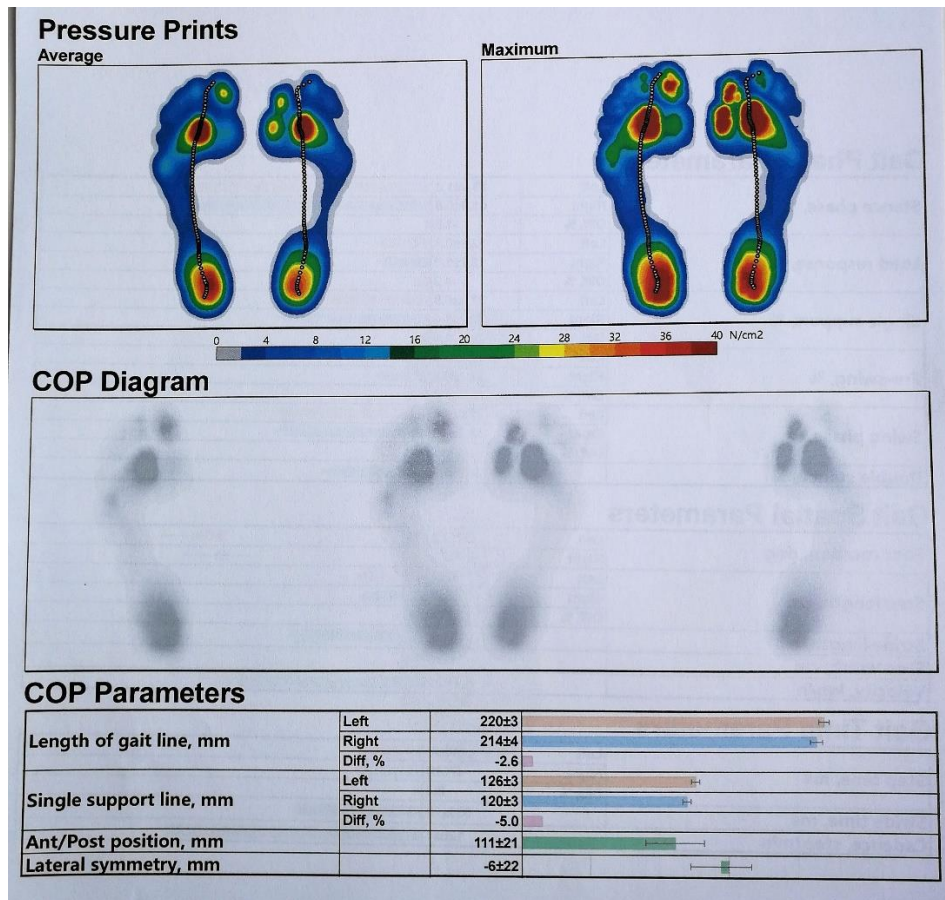 Pressure Prints
Average
Maximum
0 4 8 12 16 20 24 28 32 36 40 N/cm2
COP Diagram
COP Parameters
Length of gait line, mm
Left 220±3
Right 214±4
Diff, % -2.6
Single support line, mm
Left 126±3
Right 120±3
Diff, % -5.0
Ant/Post position, mm 111±21
Lateral symmetry, mm -6±22